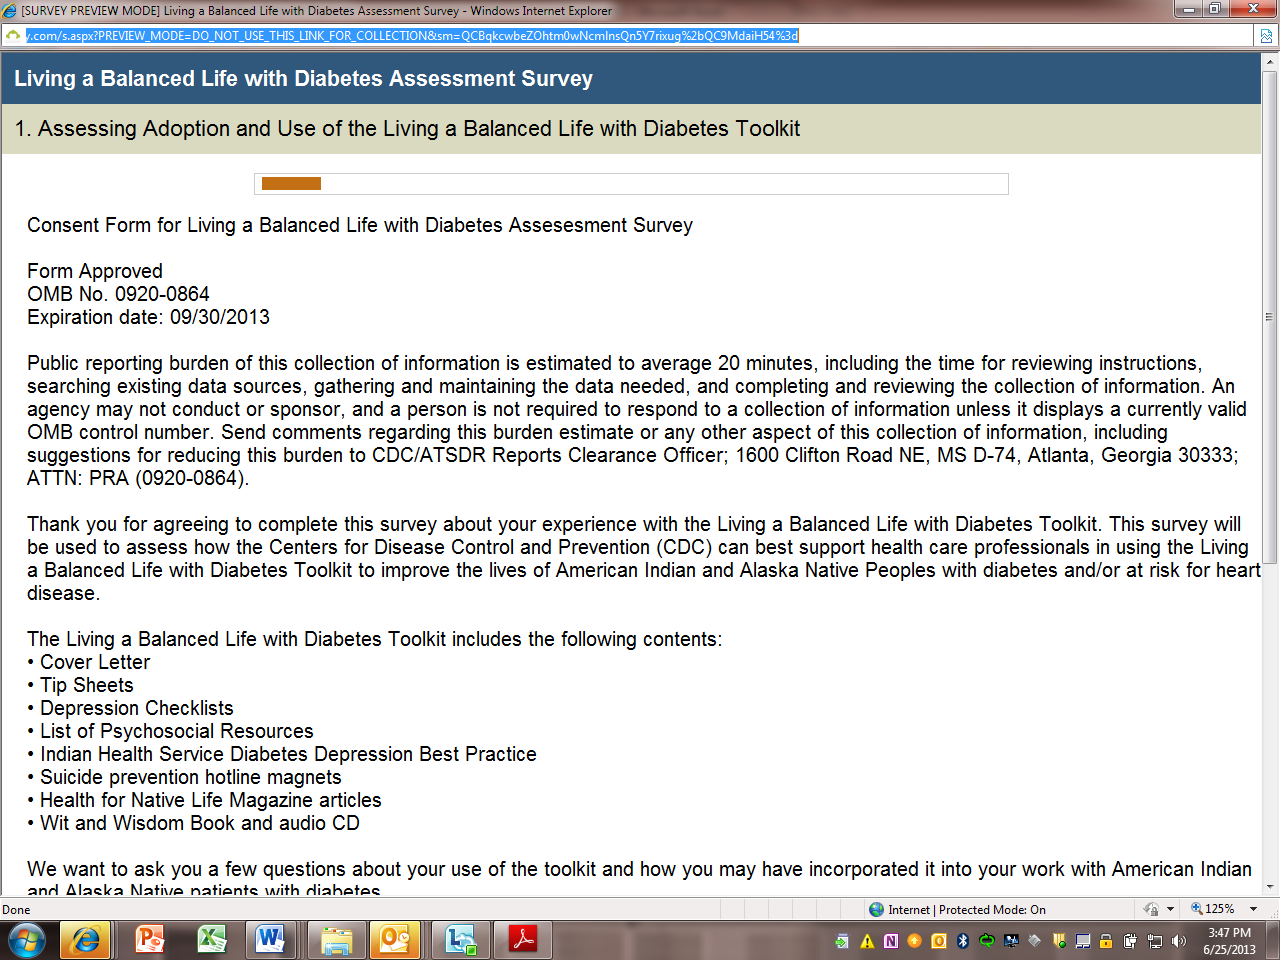 [SURVEY PREVIEW MODE] Living a Balanced Life with Diabetes Assessment Survey - Windows Internet Explorer
y.com/s.aspx?PREVIEW_MODE=DO_NOT_USE_THIS_LINK_FOR_COLLECTION&sm=QCBqkcwbeZOhtm0wNcmlnsQn5Y7rixug%2bQC9MdaiH54%3d
Living a Balanced Life with Diabetes Assessment Survey
1. Assessing Adoption and Use of the Living a Balanced Life with Diabetes Toolkit
Consent Form for Living a Balanced Life with Diabetes Assesesment Survey
Form Approved
OMB No. 0920-0864
Expiration date: 09/30/2013
Public reporting burden of this collection of information is estimated to average 20 minutes, including the time for reviewing instructions,
searching existing data sources, gathering and maintaining the data needed, and completing and reviewing the collection of information. An
agency may not conduct or sponsor, and a person is not required to respond to a collection of information unless it displays a currently valid
OMB control number. Send comments regarding this burden estimate or any other aspect of this collection of information, including
suggestions for reducing this burden to CDC/ATSDR Reports Clearance Officer; 1600 Clifton Road NE, MS D-74, Atlanta, Georgia 30333;
ATTN: PRA (0920-0864).
Thank you for agreeing to complete this survey about your experience with the Living a Balanced Life with Diabetes Toolkit. This survey will
be used to assess how the Centers for Disease Control and Prevention (CDC) can best support health care professionals in using the Living
a Balanced Life with Diabetes Toolkit to improve the lives of American Indian and Alaska Native Peoples with diabetes and/or at risk for heart
disease.
The Living a Balanced Life with Diabetes Toolkit includes the following contents:
• Cover Letter
• Tip Sheets
• Depression Checklists
• List of Psychosocial Resources
• Indian Health Service Diabetes Depression Best Practice
• Suicide prevention hotline magnets
• Health for Native Life Magazine articles
• Wit and Wisdom Book and audio CD
We want to ask you a few questions about your use of the toolkit and how you may have incorporated it into your work with American Indian
and Alaska Native patients with diabetes
Done
Internet | Protected Mode: On
125%
3:47 PM
6/25/2013